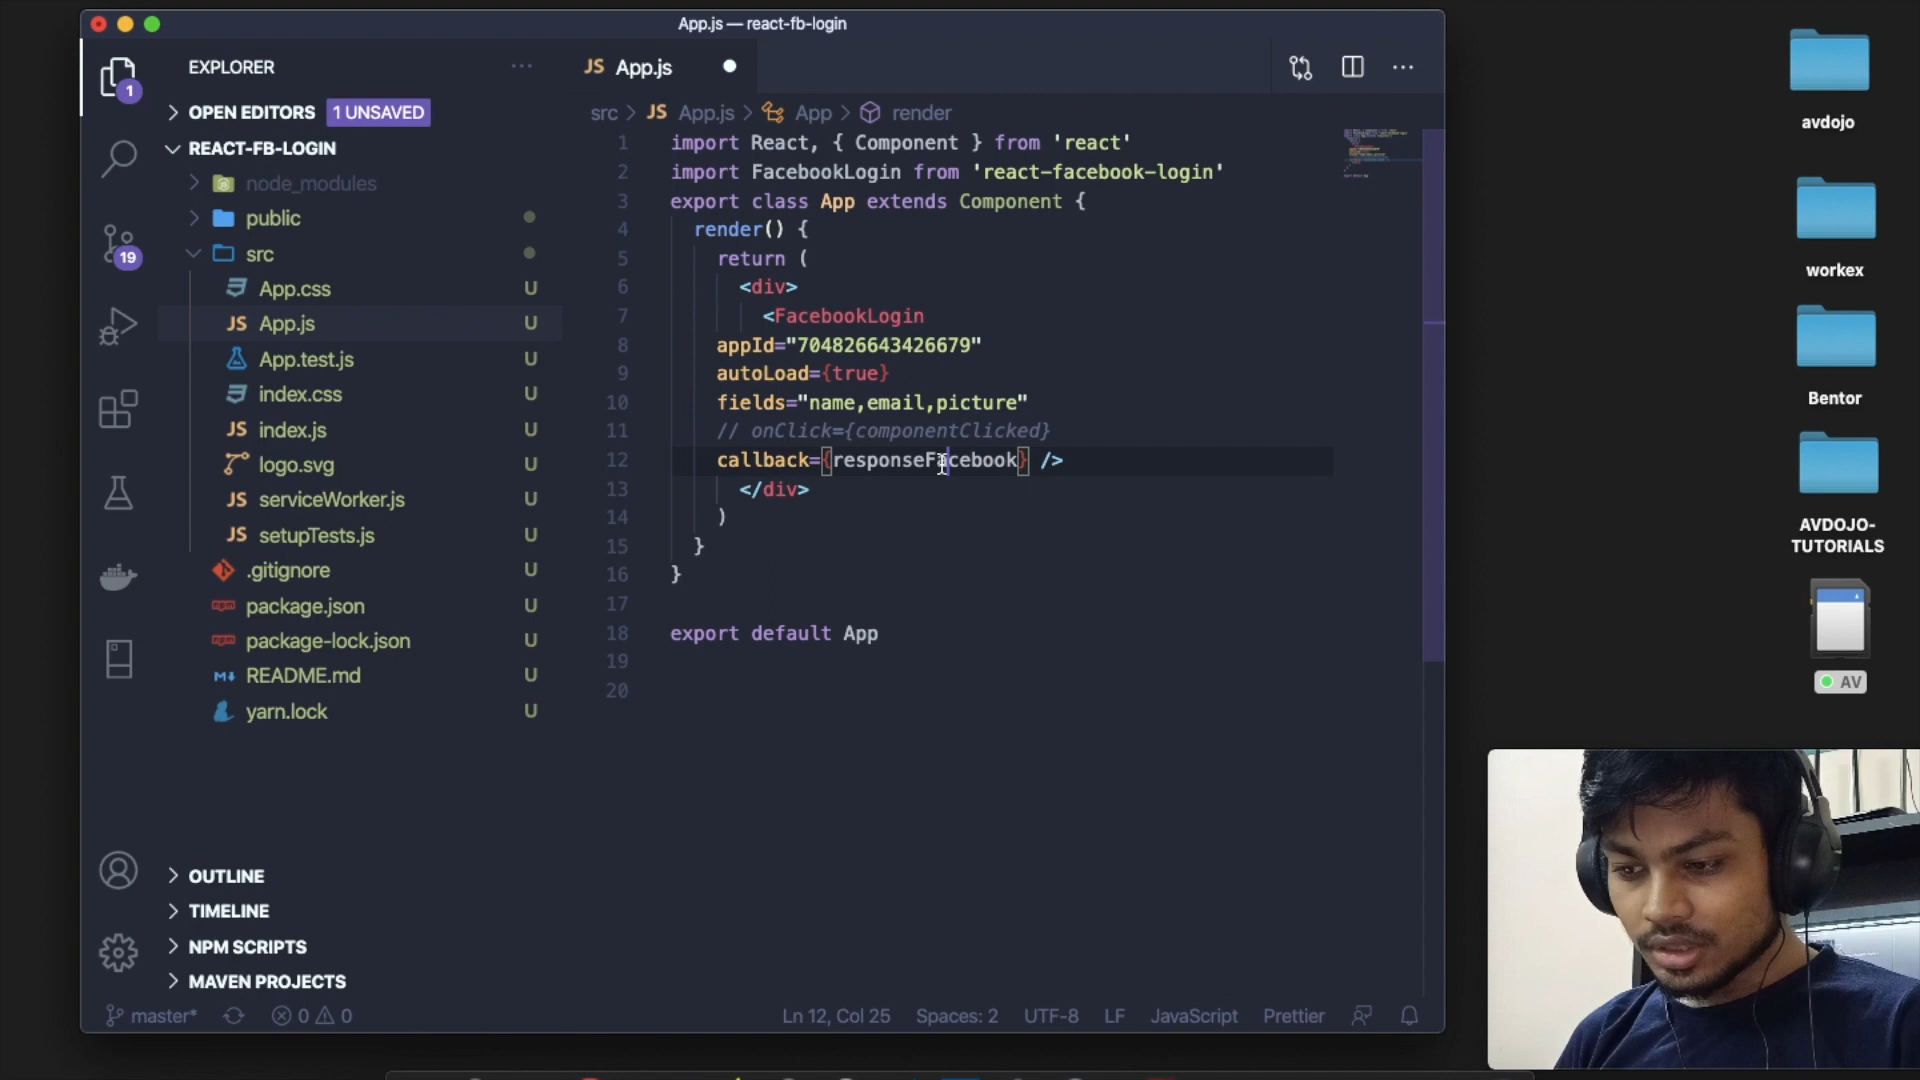 App.js — react-fb-login
EXPLORER
JS App.js
1
OPEN EDITORS 1 UNSAVED
REACT-FB-LOGIN
node_modules
public
src
App.css U
JS App.js U
App.test.js U
index.css U
JS index.js U
logo.svg U
JS serviceWorker.js U
JS setupTests.js U
.gitignore U
npm package.json U
npm package-lock.json U
M README.md U
yarn.lock U
19
OUTLINE
TIMELINE
NPM SCRIPTS
MAVEN PROJECTS
src > JS App.js > App > render
1 import React, { Component } from 'react'
2 import FacebookLogin from 'react-facebook-login'
3 export class App extends Component {
4 render() {
5 return (
6 <div>
7 <FacebookLogin
8 appId="704826643426679"
9 autoLoad={true}
10 fields="name,email,picture"
11 // onClick={componentClicked}
12 callback={responseFacebook} />
13 </div>
14 )
15 }
16 }
17
18 export default App
19
20
master* 0 0 Ln 12, Col 25 Spaces: 2 UTF-8 LF JavaScript Prettier
avdojo
workex
Bentor
AVDOJO-
TUTORIALS
AV